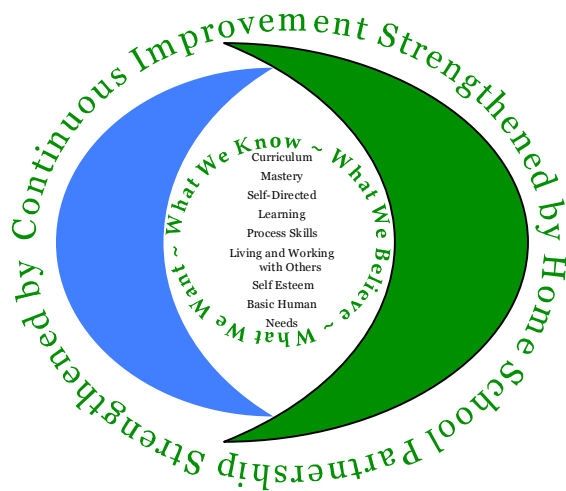 Continuous Improvement Strengthened by Home School Partnership Strengthened by
What We Know ~ What We Believe ~ What We Want ~
Curriculum
Mastery
Self-Directed
Learning
Process Skills
Living and Working
with Others
Self Esteem
Basic Human
Needs